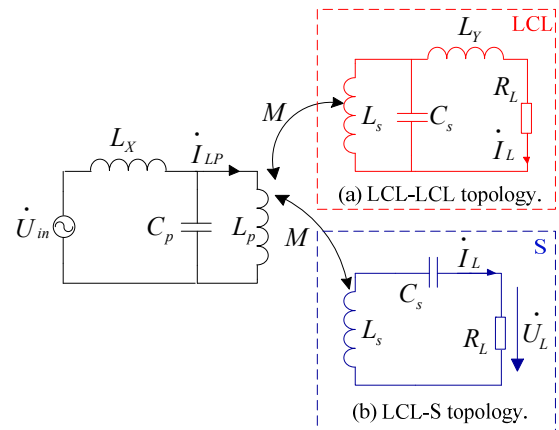 LCL
L_Y
R_L
L_s
C_s
İ_L
(a) LCL-LCL topology.
M
L_X
İ_LP
U̇_in
C_p
L_p
M
S
İ_L
C_s
L_s
R_L
U̇_L
(b) LCL-S topology.